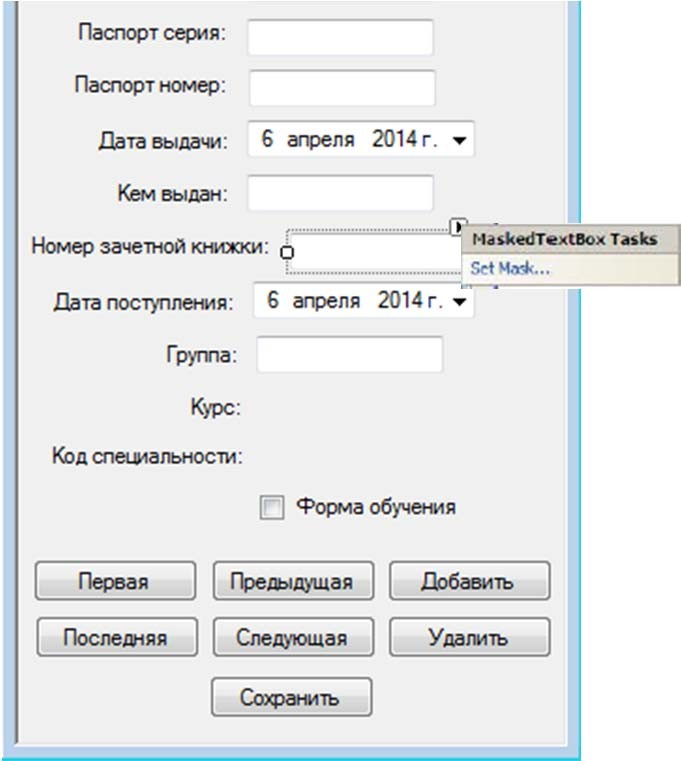 Паспорт серия:
Паспорт номер:
Дата выдачи: 6 апреля 2014 г.
Кем выдан:
Номер зачетной книжки:
MaskedTextBox Tasks
Set Mask...
Дата поступления: 6 апреля 2014 г.
Группа:
Курс:
Код специальности:
Форма обучения
Первая Предыдущая Добавить
Последняя Следующая Удалить
Сохранить